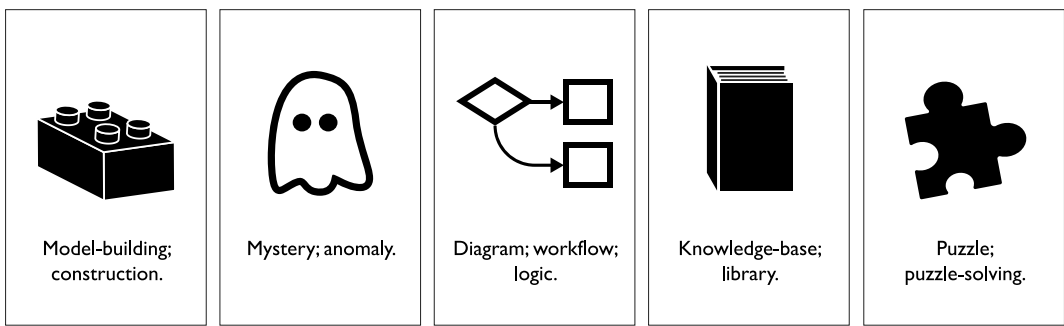 Model-building;
construction.
Mystery; anomaly.
Diagram; workflow;
logic.
Knowledge-base;
library.
Puzzle;
puzzle-solving.